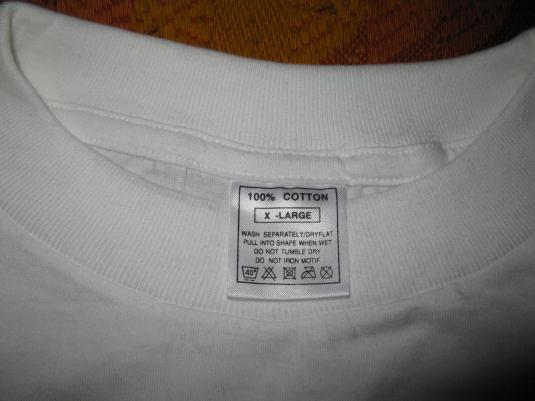 100% COTTON
X -LARGE
WASH SEPARATELY/DRYFLAT
PULL INTO SHAPE WHEN WET
DO NOT TUMBLE DRY
DO NOT IRON MOTIF
40°